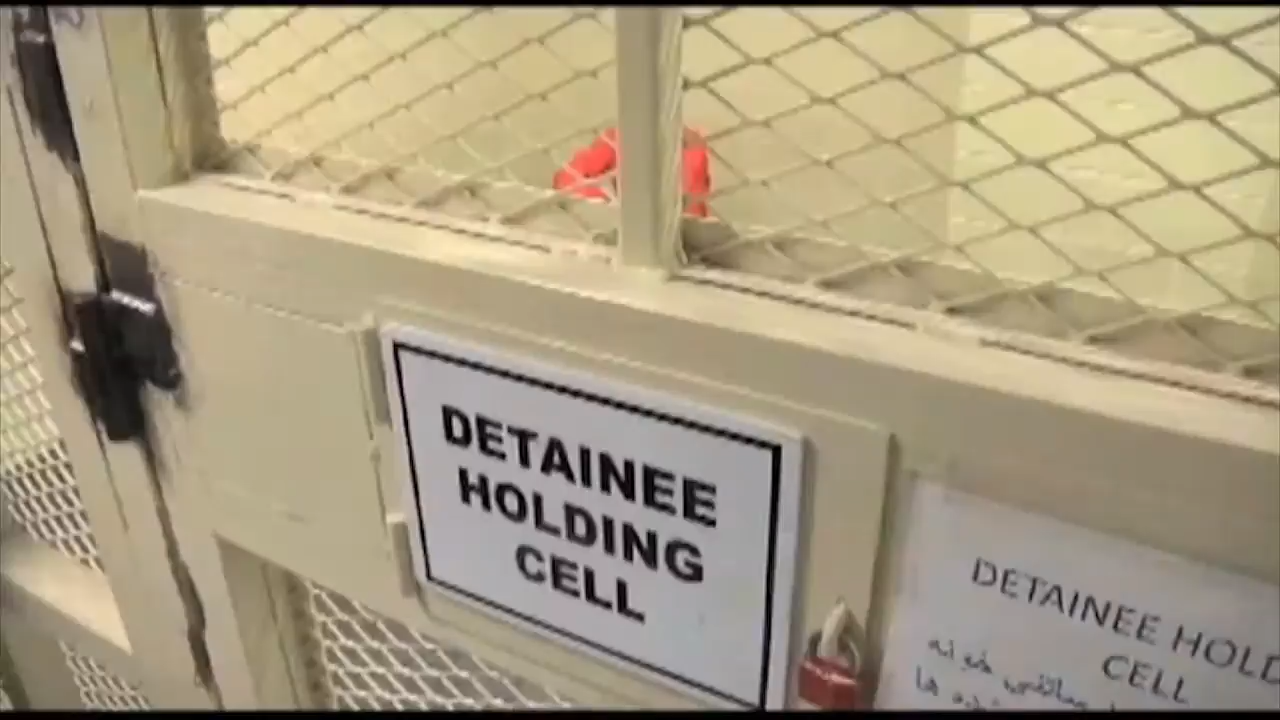 DETAINEE
HOLDING
CELL
DETAINEE HOLD
CELL